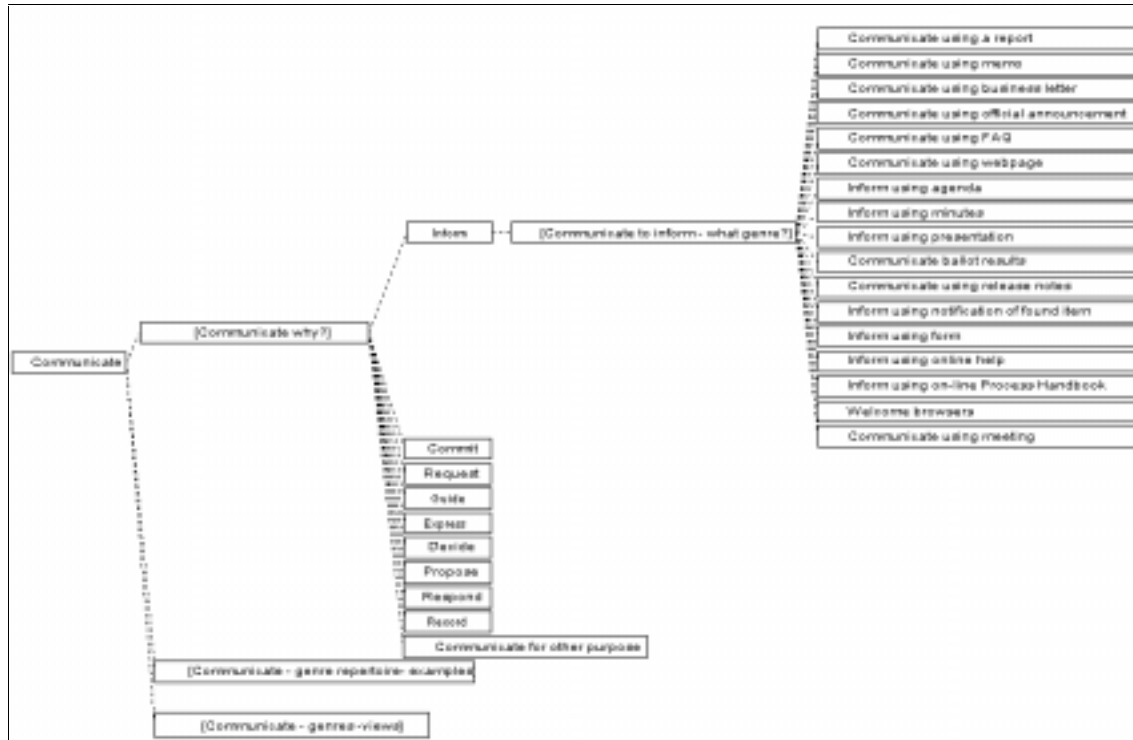 Communicate using a report
Communicate using memo
Communicate using business letter
Communicate using official announcement
Communicate using FAQ
Communicate using webpage
Inform using agenda
Inform using minutes
Inform using presentation
Communicate ballot results
Communicate using release notes
Inform using notification of found item
Inform using form
Inform using online help
Inform using on-line Process Handbook
Welcome browsers
Communicate using meeting
Inform
[Communicate to inform - what genre?]
[Communicate why?]
Communicate
Commit
Request
Guide
Express
Decide
Propose
Respond
Record
Communicate for other purpose
[Communicate - genre repertoire- examples
[Communicate - genres-views]